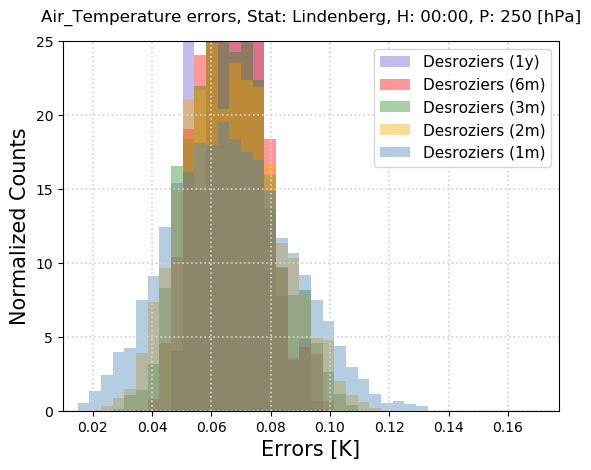 Air_Temperature errors, Stat: Lindenberg, H: 00:00, P: 250 [hPa]
25
20
15
10
5
0
Normalized Counts
Desroziers (1y)
Desroziers (6m)
Desroziers (3m)
Desroziers (2m)
Desroziers (1m)
0.02 0.04 0.06 0.08 0.10 0.12 0.14 0.16
Errors [K]